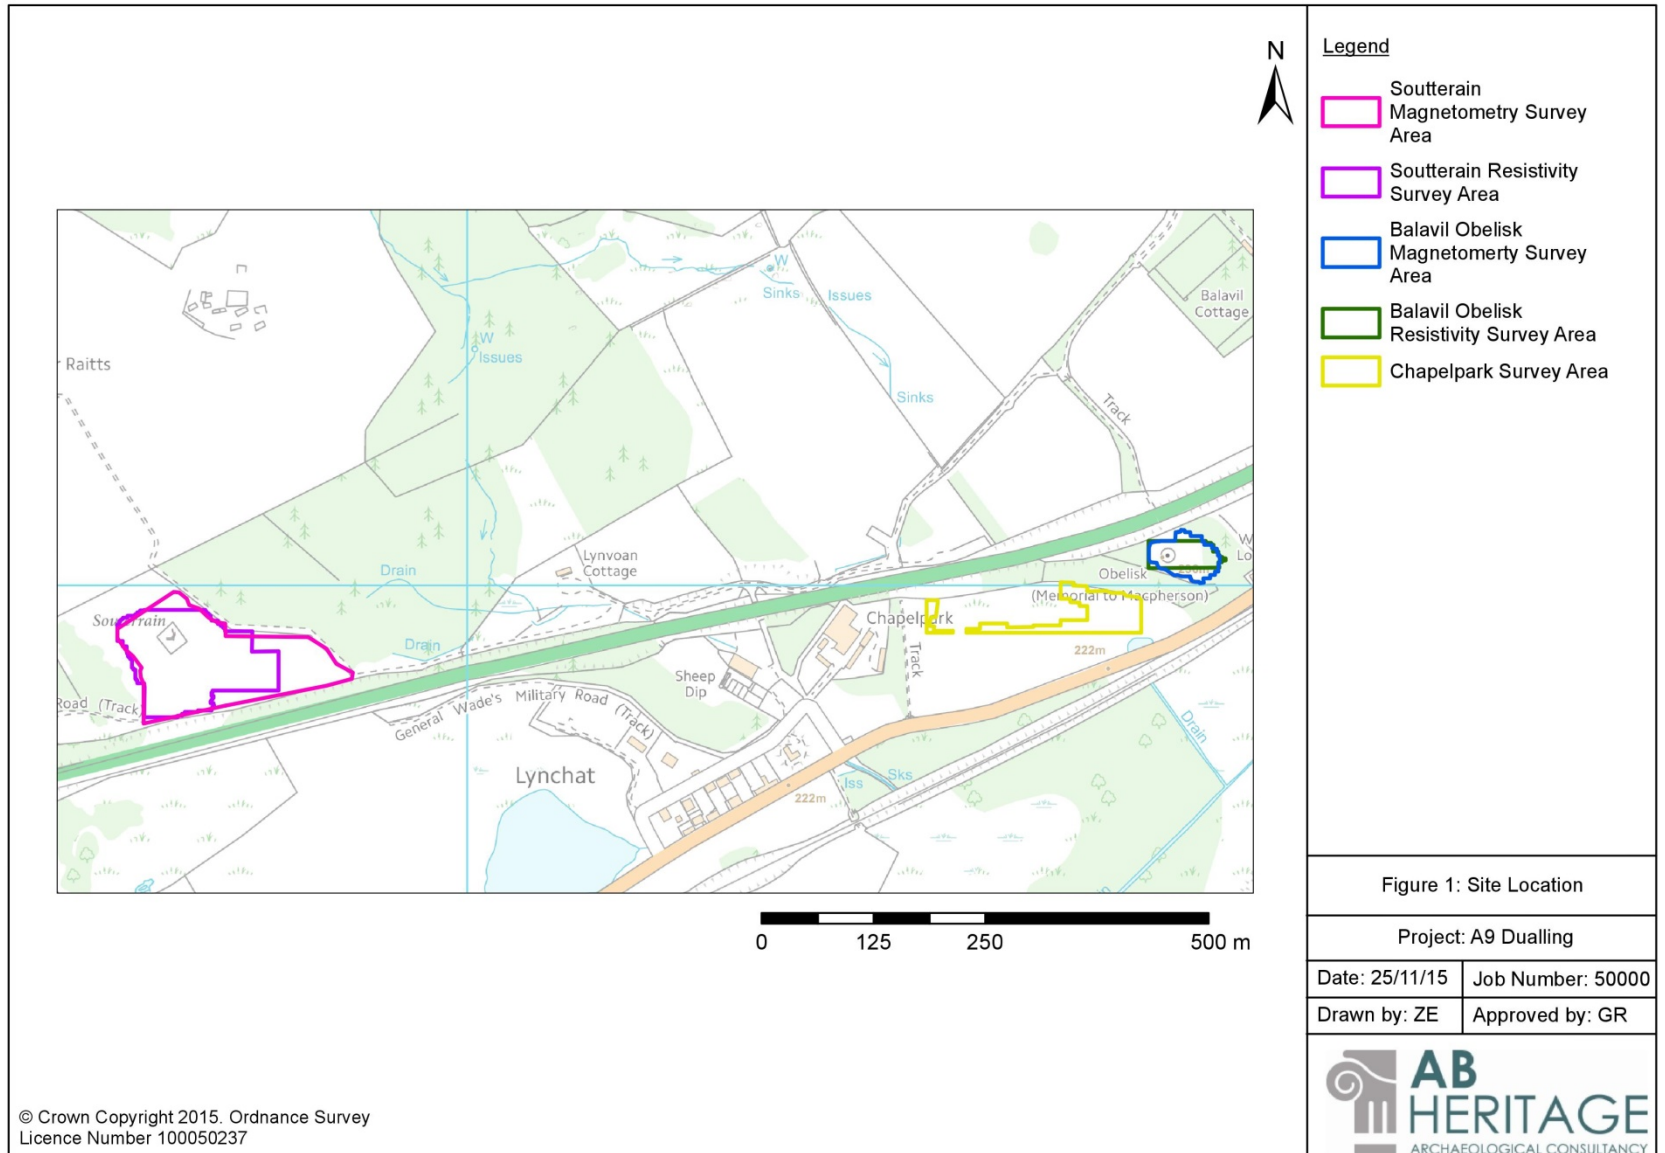 N
W
Sinks
Issues
Balavil
Cottage
W
Issues
Raitts
Sinks
Track
Lynvoan
Cottage
Drain
Obelisk
(Memorial to Macpherson)
Souterrain
Chapelpark
Drain
Track
222m
Sheep
Dip
Road (Track
General Wade's Military Road (Track)
Drain
Lynchat
Iss
Sks
222m
0 125 250 500 m
© Crown Copyright 2015. Ordnance Survey
Licence Number 100050237
Legend
Soutterain
Magnetometry Survey
Area
Soutterain Resistivity
Survey Area
Balavil Obelisk
Magnetomerty Survey
Area
Balavil Obelisk
Resistivity Survey Area
Chapelpark Survey Area
Figure 1: Site Location
Project: A9 Dualling
Date: 25/11/15 Job Number: 50000
Drawn by: ZE Approved by: GR
AB
HERITAGE
ARCHAEOLOGICAL CONSULTANCY